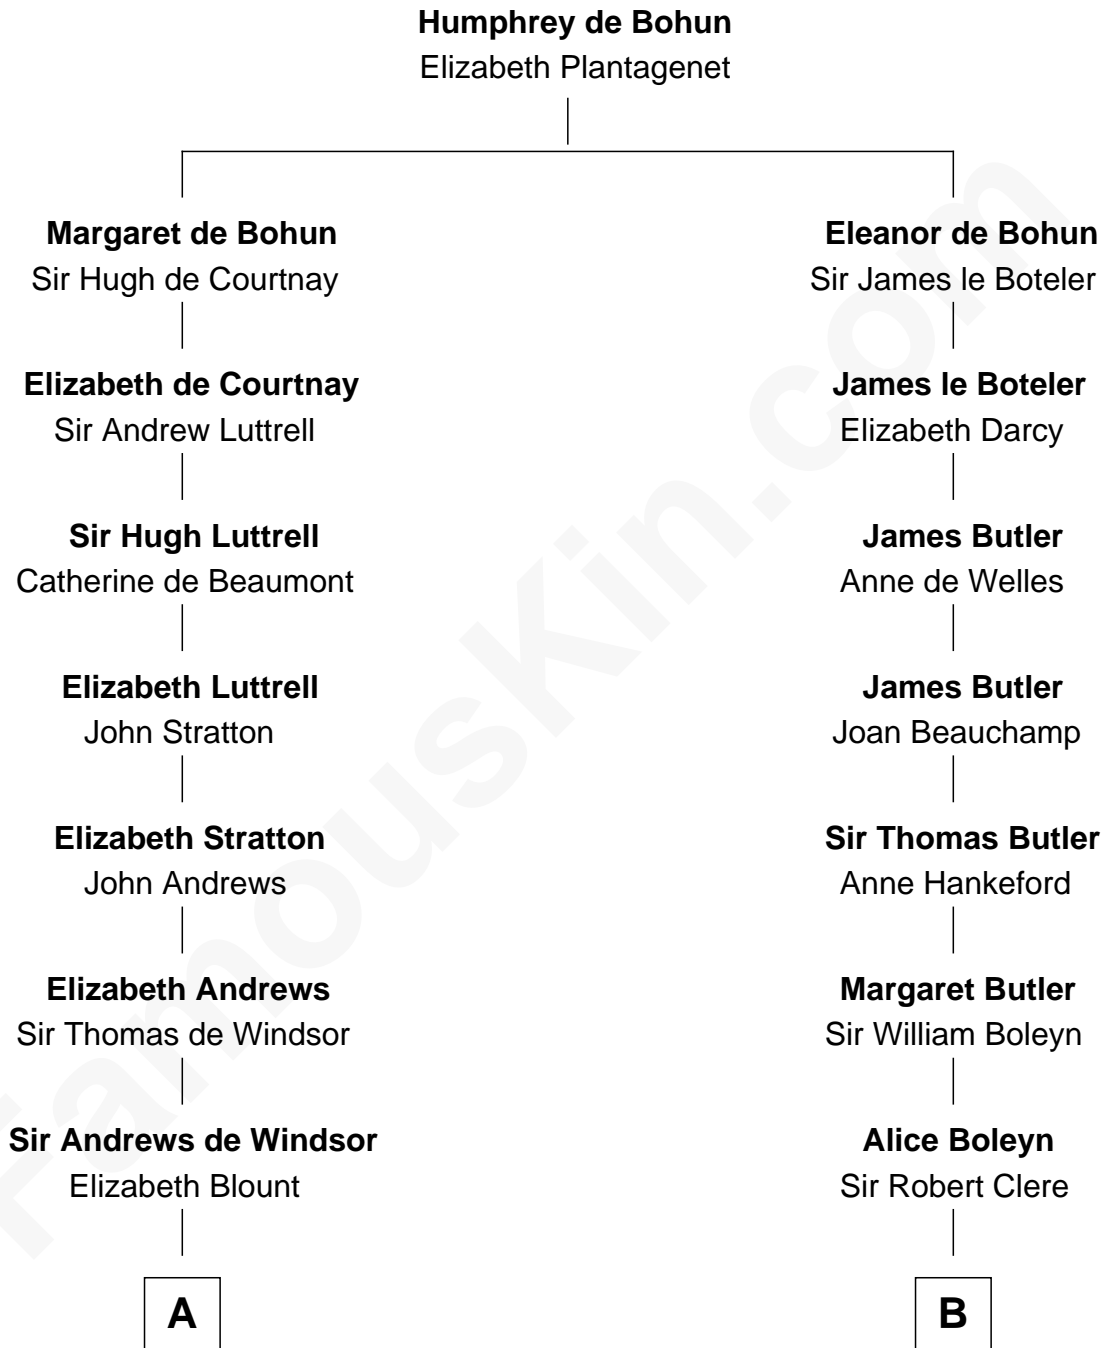 Humphrey de Bohun
Elizabeth Plantagenet
Margaret de Bohun
Sir Hugh de Courtnay
Eleanor de Bohun
Sir James le Boteler
Elizabeth de Courtnay
Sir Andrew Luttrell
James le Boteler
Elizabeth Darcy
Sir Hugh Luttrell
Catherine de Beaumont
James Butler
Anne de Welles
Elizabeth Luttrell
John Stratton
James Butler
Joan Beauchamp
Elizabeth Stratton
John Andrews
Sir Thomas Butler
Anne Hankeford
Elizabeth Andrews
Sir Thomas de Windsor
Margaret Butler
Sir William Boleyn
Sir Andrews de Windsor
Elizabeth Blount
Alice Boleyn
Sir Robert Clere
A
B
FamousKin.com